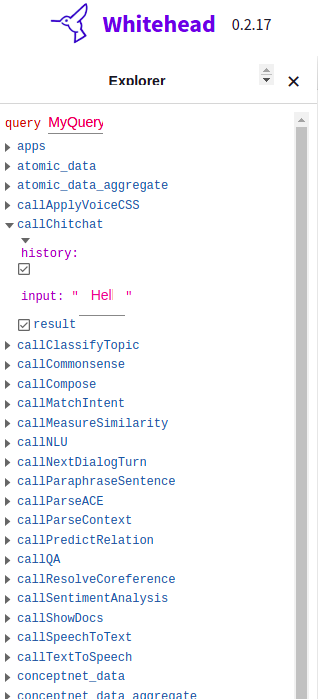 Whitehead 0.2.17
Explorer
query MyQuery
apps
atomic_data
atomic_data_aggregate
callApplyVoiceCSS
callChitchat
history:
input: " Hell "
result
callClassifyTopic
callCommonsense
callCompose
callMatchIntent
callMeasureSimilarity
callNLU
callNextDialogTurn
callParaphraseSentence
callParseACE
callParseContext
callPredictRelation
callQA
callResolveCoreference
callSentimentAnalysis
callShowDocs
callSpeechToText
callTextToSpeech
conceptnet_data
conceptnet_data_aggregate